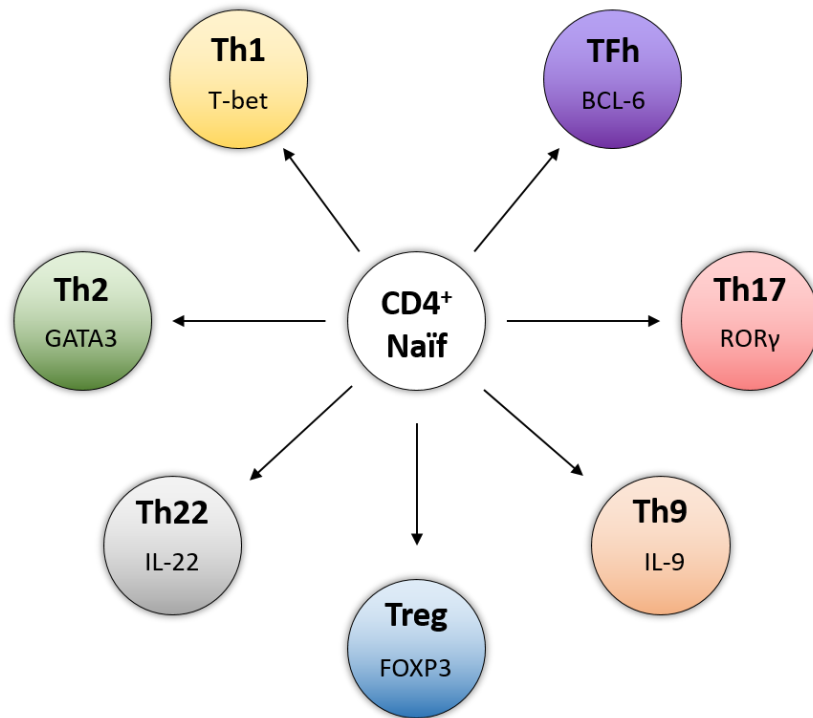 Th1
T-bet
TFh
BCL-6
Th2
GATA3
CD4⁺
Naïf
Th17
RORγ
Th22
IL-22
Th9
IL-9
Treg
FOXP3